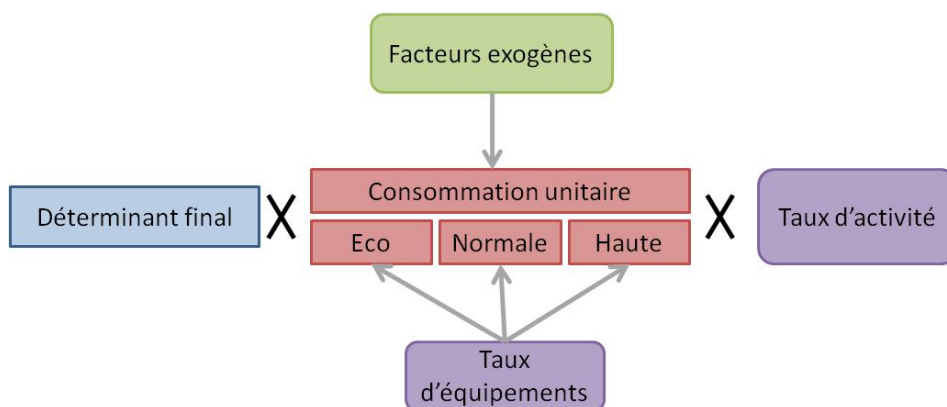 Facteurs exogènes
Déterminant final
X
Consommation unitaire
Eco
Normale
Haute
X
Taux d'activité
Taux
d'équipements